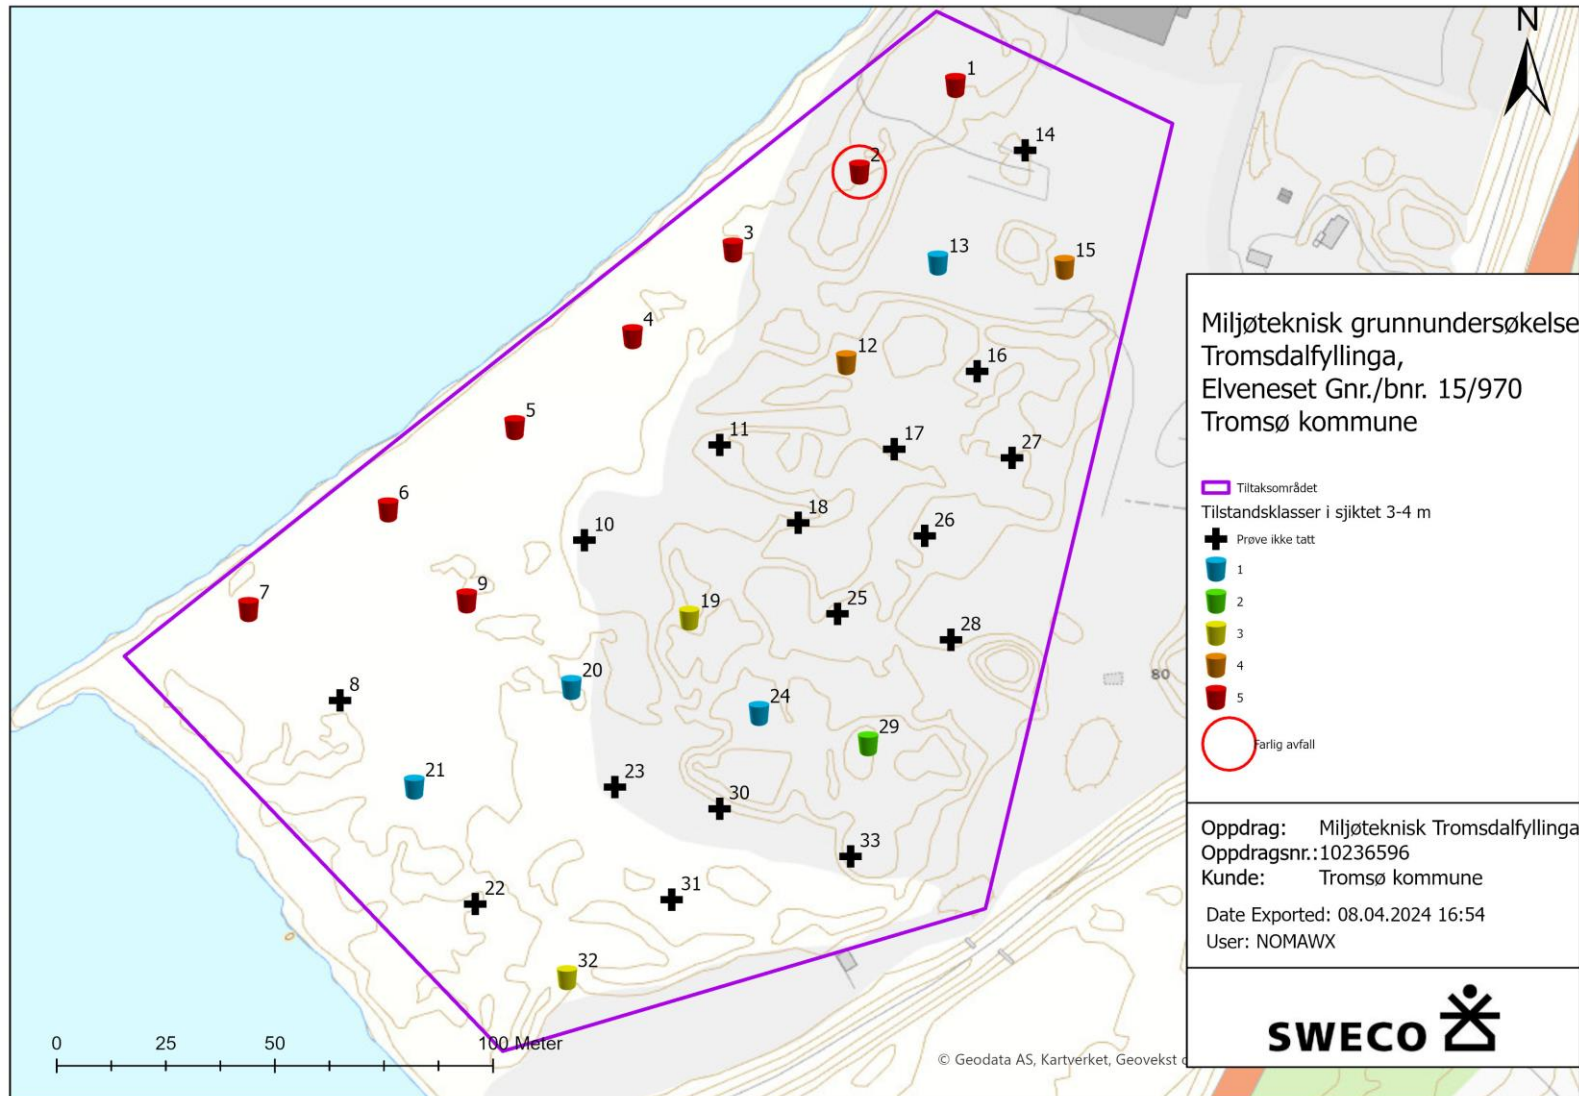 N
1
14
2
3
13
15
4
12
16
5
11
17
27
6
10
18
26
7
9
19
25
28
8
20
24
80
29
21
23
30
33
22
31
32
0
25
50
100 Meter
© Geodata AS, Kartverket, Geovekst
Miljøteknisk grunnundersøkelse
Tromsdalfyllinga,
Elveneset Gnr./bnr. 15/970
Tromsø kommune
Tiltaksområdet
Tilstandsklasser i sjiktet 3-4 m
Prøve ikke tatt
1
2
3
4
5
Farlig avfall
Oppdrag: Miljøteknisk Tromsdalfyllinga
Oppdragsnr.: 10236596
Kunde: Tromsø kommune
Date Exported: 08.04.2024 16:54
User: NOMAWX
SWECO